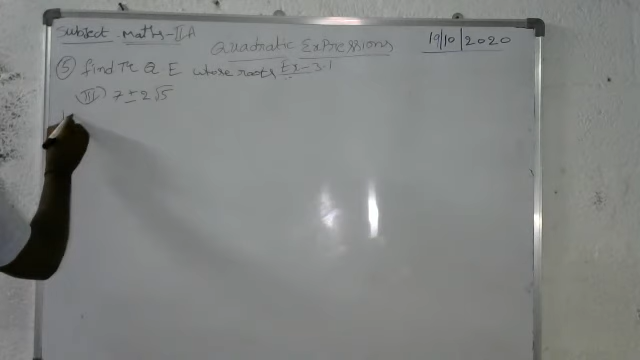 Subject Maths-IIA
Quadratic Expressions
19/10/2020
⑤ find The Q E whose roots Ex-3.1
(III) 7 ± 2√5